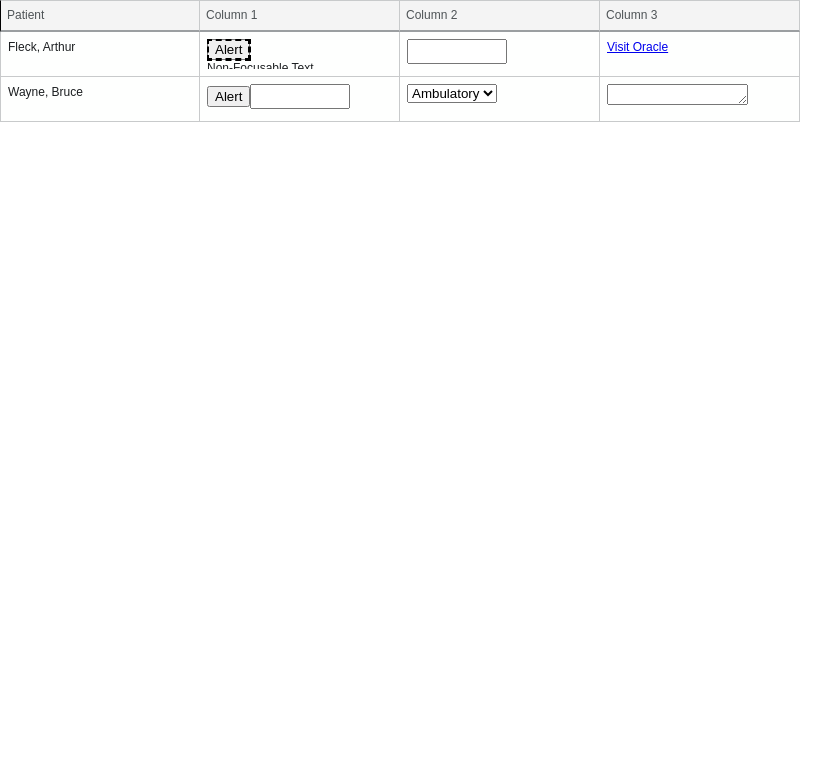 Patient Column 1 Column 2 Column 3
Fleck, Arthur Alert Visit Oracle
Non-Focusable Text
Wayne, Bruce Alert Ambulatory